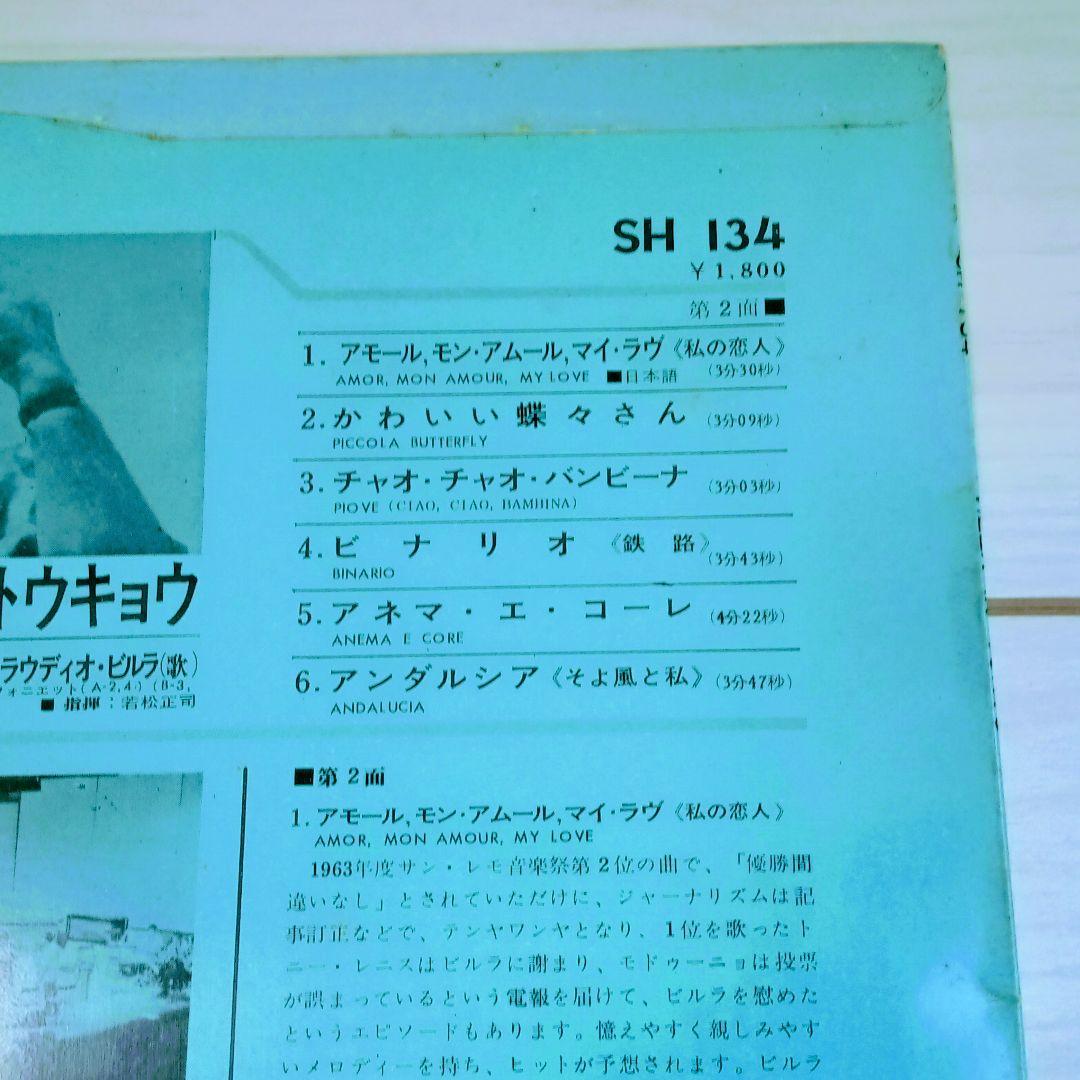 SH 134
¥1,800
第2面■
1. アモール,モン・アムール,マイ・ラヴ《私の恋人》
AMOR, MON AMOUR, MY LOVE ■日本語 (3分30秒)
2. かわいい蝶々さん (3分09秒)
PICCOLA BUTTERFLY
3. チャオ・チャオ・バンビーナ (3分03秒)
PIOVE (CIAO, CIAO, BAMBINA)
4. ビナリオ《鉄路》 (3分43秒)
BINARIO
5. アネマ・エ・コーレ (4分22秒)
ANEMA E CORE
6. アンダルシア《そよ風と私》 (3分47秒)
ANDALUCIA
トウキョウ
ラウディオ・ビルラ(歌)
フォニエット(A-2,4) (B-3,
■指揮:若松正司
■第2面
1. アモール,モン・アムール,マイ・ラヴ《私の恋人》
AMOR, MON AMOUR, MY LOVE
1963年度サン・レモ音楽祭第2位の曲で、「優勝間
違いなし」とされていただけに、ジャーナリズムは記
事訂正などで、テンヤワンヤとなり、1位を歌ったト
ニー・レニスはビルラに謝まり、モドゥーニョは投票
が誤まっているという電報を届けて、ビルラを慰めた
というエピソードもあります。憶えやすく親しみやす
いメロディーを持ち、ヒットが予想されます。ビルラ